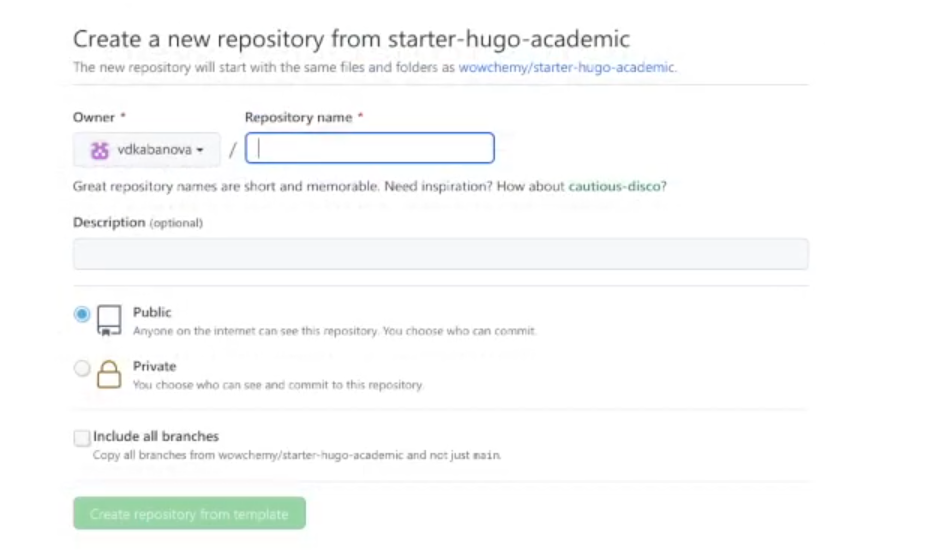 Create a new repository from starter-hugo-academic
The new repository will start with the same files and folders as wowchemy/starter-hugo-academic.
Owner * Repository name *
vdkabanova /
Great repository names are short and memorable. Need inspiration? How about cautious-disco?
Description (optional)
Public
Anyone on the internet can see this repository. You choose who can commit.
Private
You choose who can see and commit to this repository.
Include all branches
Copy all branches from wowchemy/starter-hugo-academic and not just main.
Create repository from template